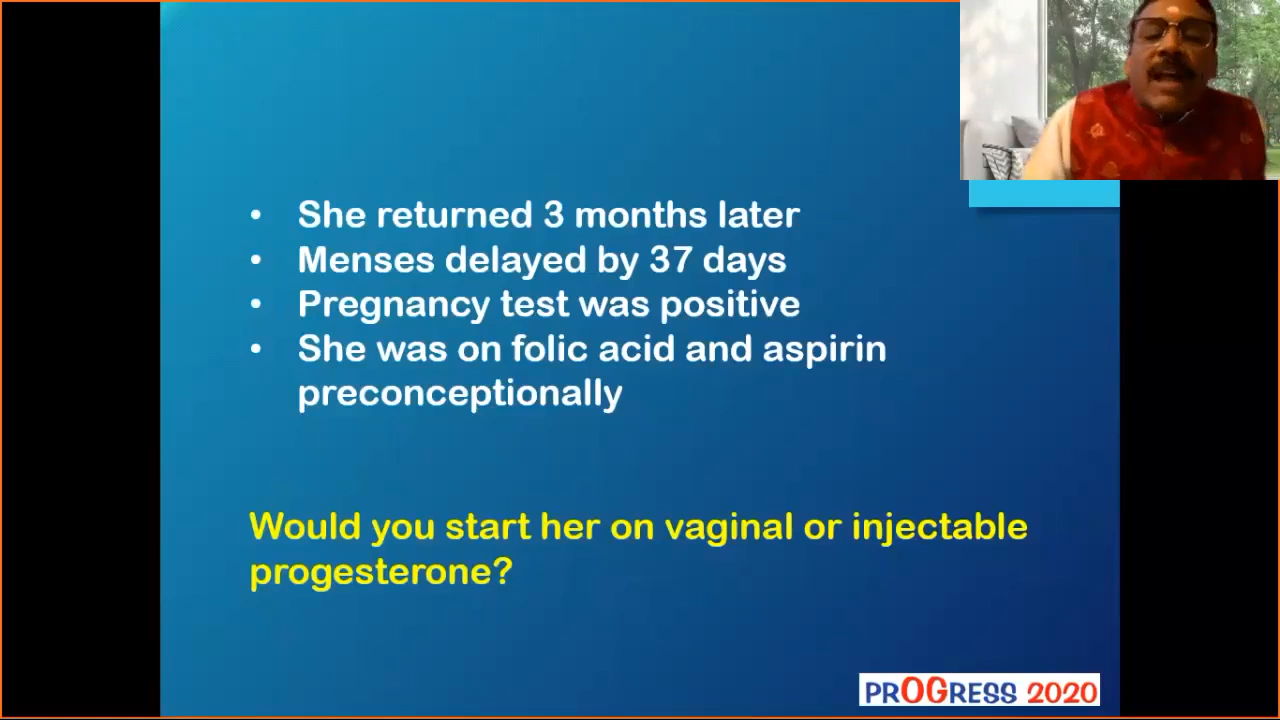 • She returned 3 months later
• Menses delayed by 37 days
• Pregnancy test was positive
• She was on folic acid and aspirin
preconceptionally
Would you start her on vaginal or injectable
progesterone?
PROGRESS 2020